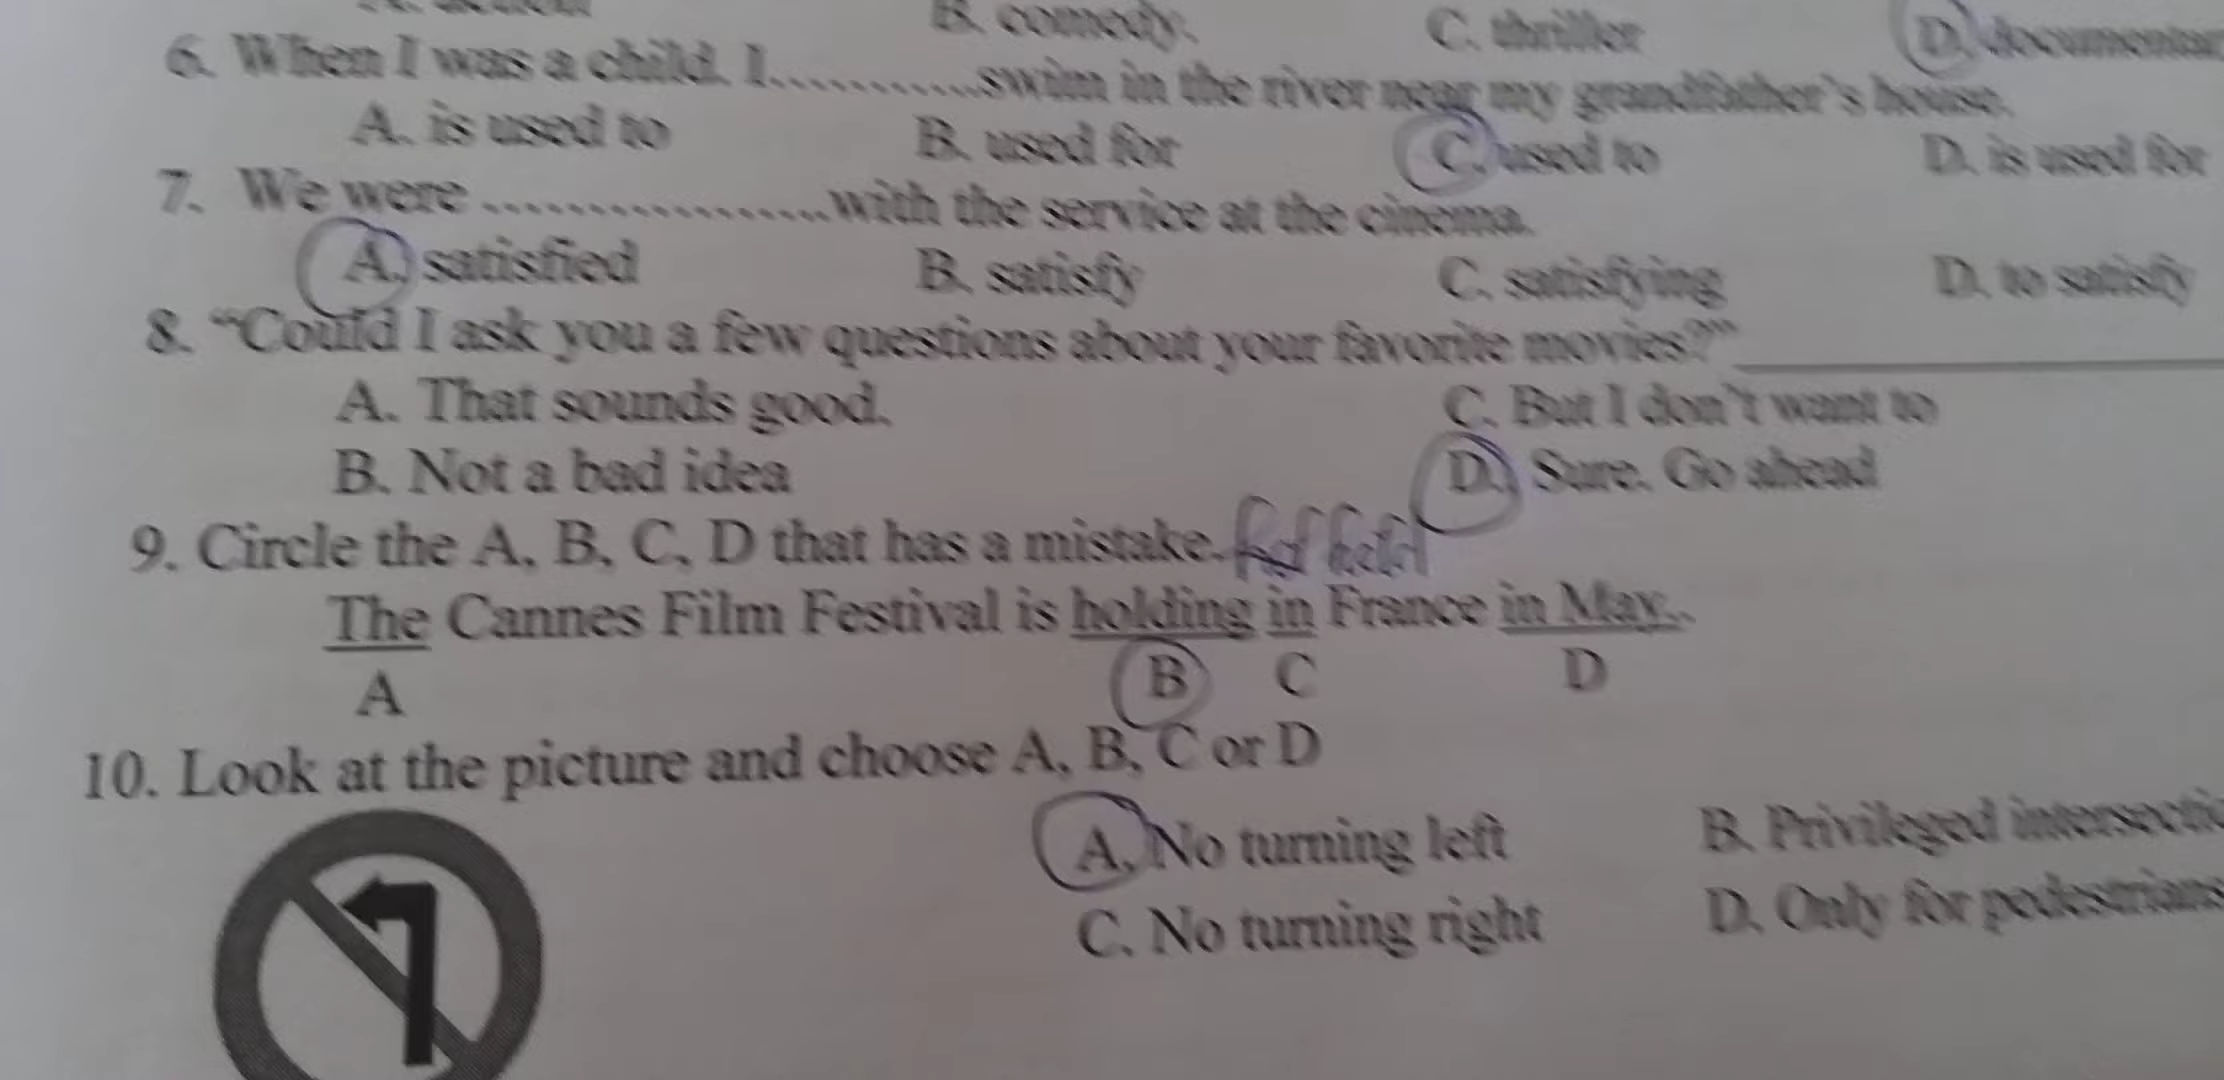 B. comedy. C. thriller D. documentar
6. When I was a child. I............swim in the river near my grandfather's house.
A. is used to B. used for C. used to D. is used for
7. We were ..................with the service at the cinema.
A. satisfied B. satisfy C. satisfying D. to satisfy
8. "Could I ask you a few questions about your favorite movies?" ____________
A. That sounds good. C. But I don't want to
B. Not a bad idea D. Sure. Go ahead
9. Circle the A, B, C, D that has a mistake. held
The Cannes Film Festival is holding in France in May..
A B C D
10. Look at the picture and choose A, B, C or D
A. No turning left B. Privileged intersectio
C. No turning right D. Only for pedestrians